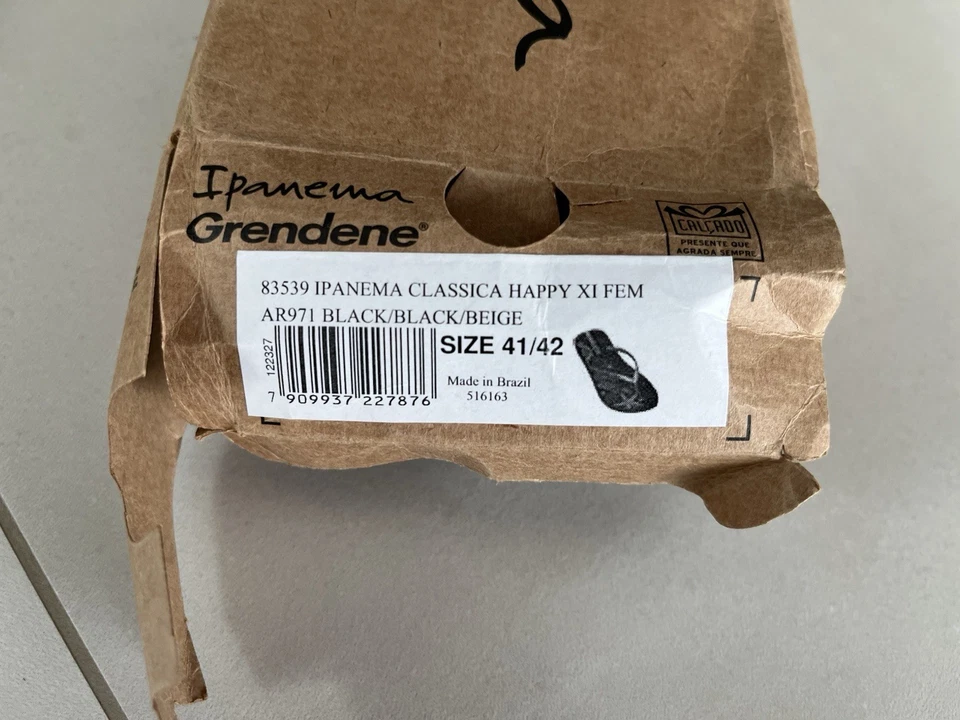 Ipanema
Grendene®
CALÇADO
PRESENTE QUE
AGRADA SEMPRE
83539 IPANEMA CLASSICA HAPPY XI FEM
AR971 BLACK/BLACK/BEIGE
122327
SIZE 41/42
Made in Brazil
516163
7 909937 227876